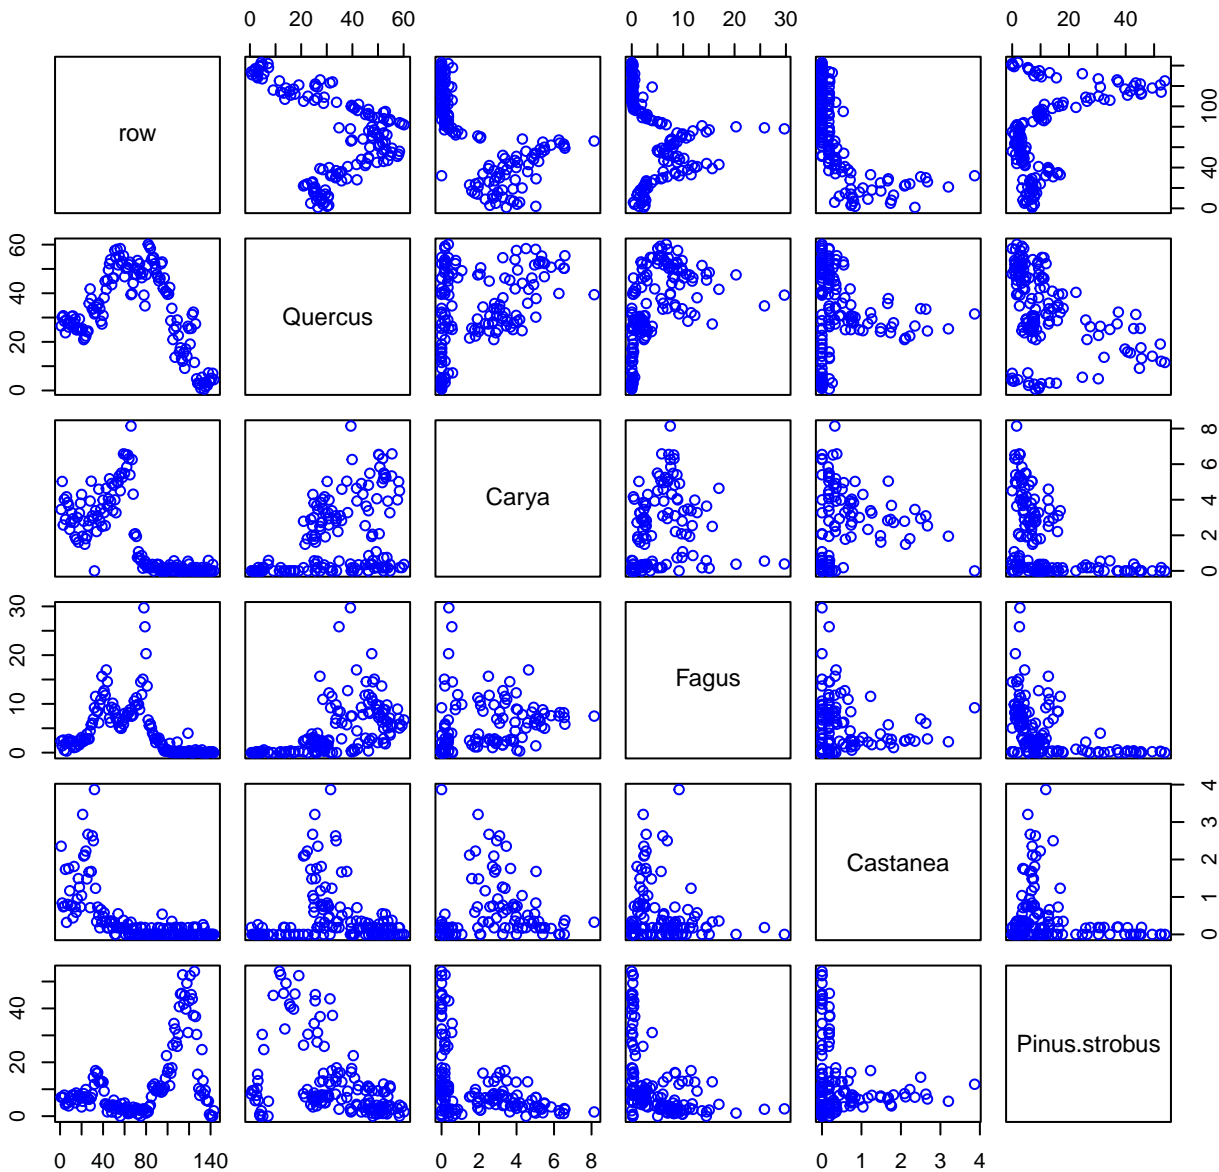 0 20 40 60 0 10 20 30 0 20 40
row 0 40 100
0 20 40 60 Quercus
Carya 0 2 4 6 8
0 10 20 30 Fagus
Castanea 0 1 2 3 4
0 20 40 Pinus.strobus
0 40 80 140 0 2 4 6 8 0 1 2 3 4